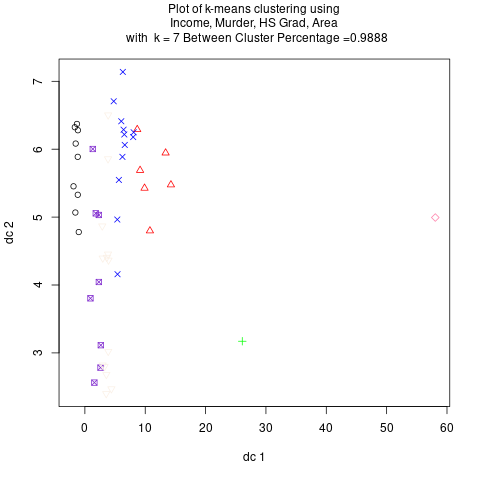 Plot of k-means clustering using
Income, Murder, HS Grad, Area
with k = 7 Between Cluster Percentage =0.9888
dc 2
7
6
5
4
3
0 10 20 30 40 50 60
dc 1